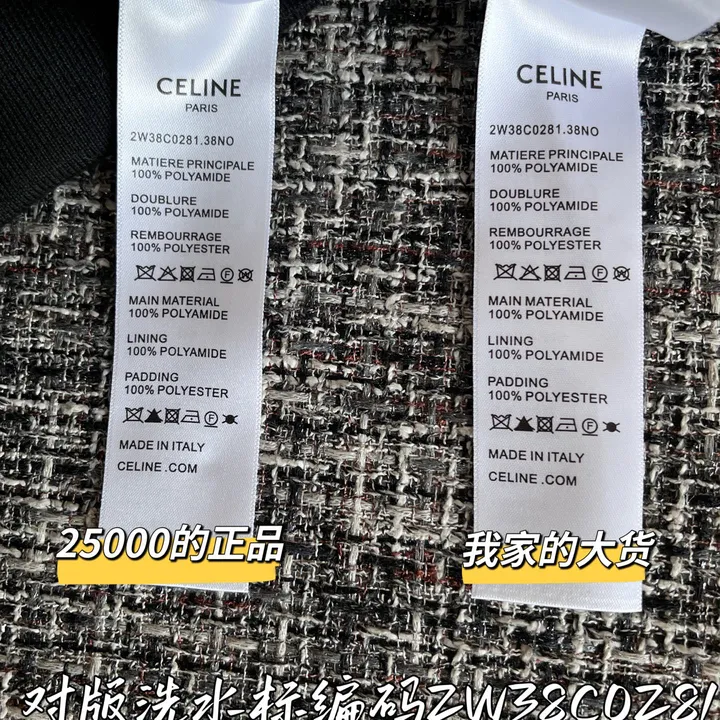 CELINE
PARIS
2W38C0281.38NO
MATIERE PRINCIPALE
100% POLYAMIDE
DOUBLURE
100% POLYAMIDE
REMBOURRAGE
100% POLYESTER
MAIN MATERIAL
100% POLYAMIDE
LINING
100% POLYAMIDE
PADDING
100% POLYESTER
MADE IN ITALY
CELINE .COM
25000的正品
CELINE
PARIS
2W38C0281.38NO
MATIERE PRINCIPALE
100% POLYAMIDE
DOUBLURE
100% POLYAMIDE
REMBOURRAGE
100% POLYESTER
MAIN MATERIAL
100% POLYAMIDE
LINING
100% POLYAMIDE
PADDING
100% POLYESTER
MADE IN ITALY
CELINE .COM
我家的大货
对版洗水标编码2W38C0281